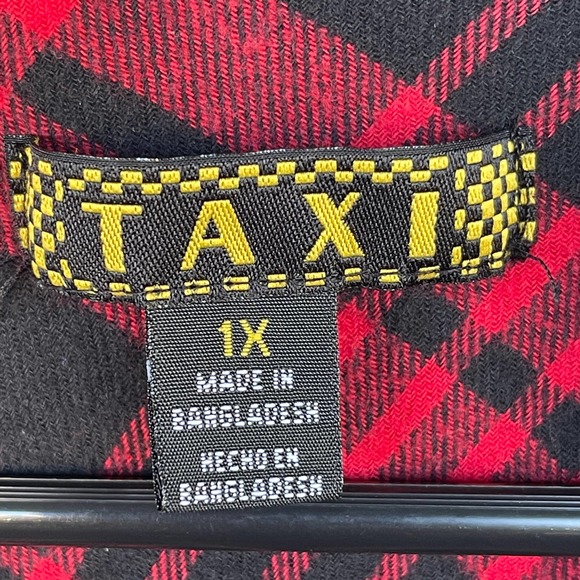 TAXI
1X
MADE IN
BANGLADESH
HECHO EN
BANGLADESH